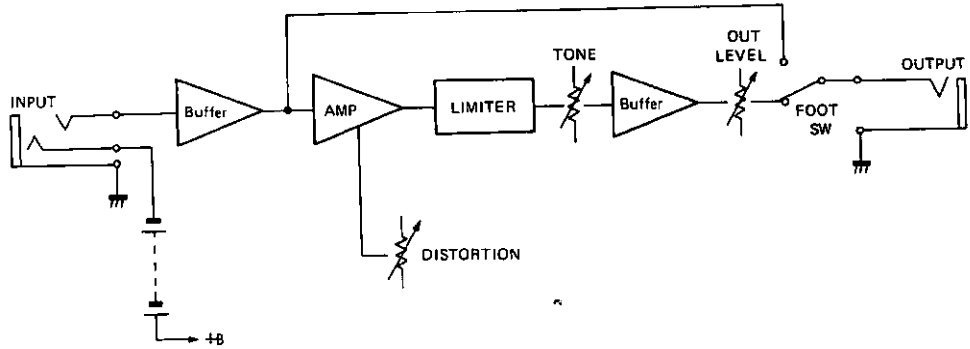 INPUT
Buffer
AMP
LIMITER
TONE
Buffer
OUT
LEVEL
FOOT
SW
OUTPUT
DISTORTION
+B